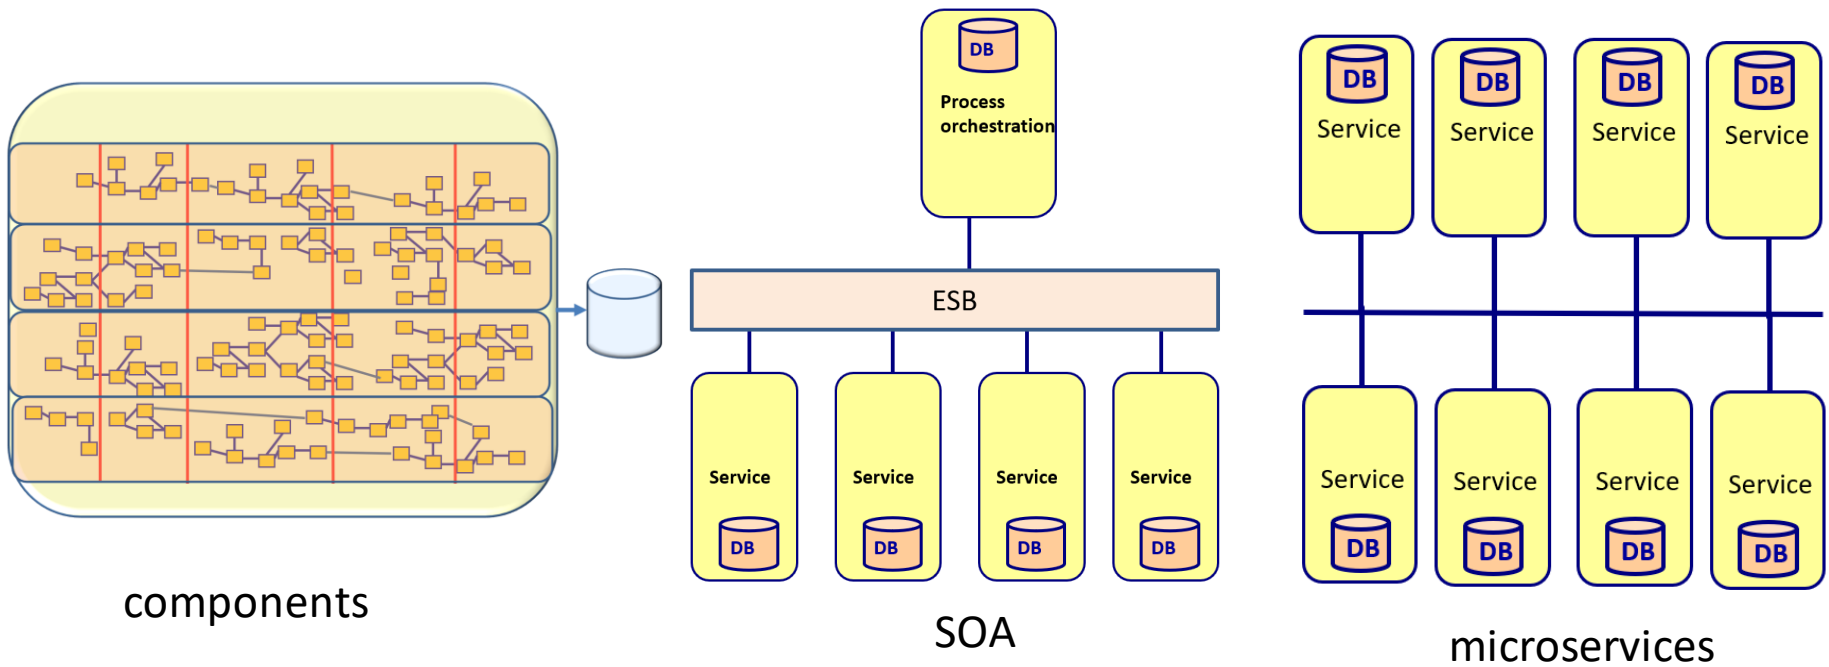 components
DB
Process
orchestration
ESB
Service
DB
Service
DB
Service
DB
Service
DB
SOA
DB
Service
DB
Service
DB
Service
DB
Service
Service
DB
Service
DB
Service
DB
Service
DB
microservices